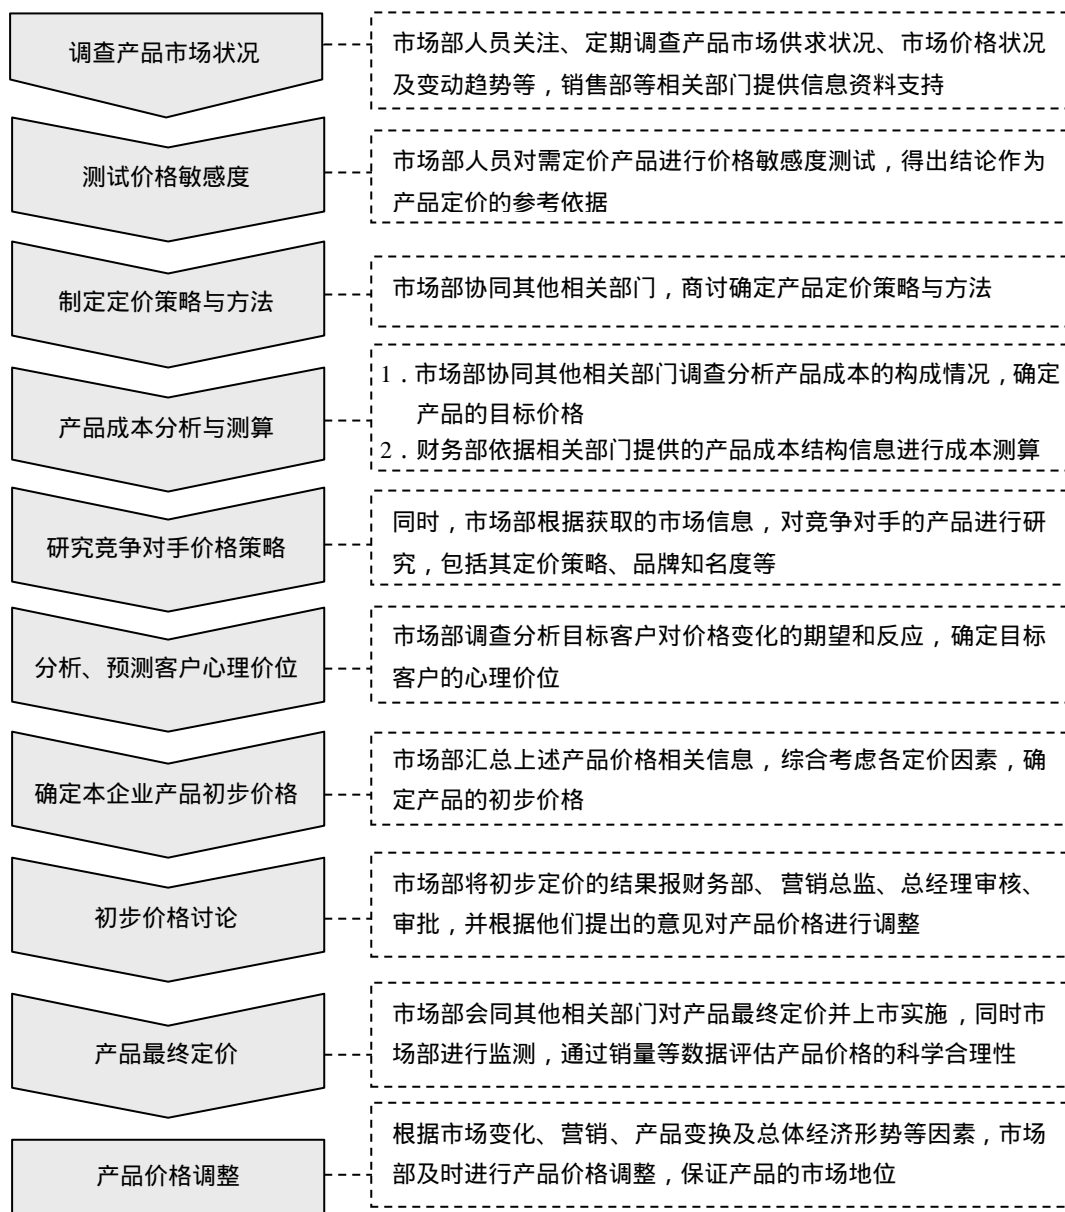 调查产品市场状况
市场部人员关注、定期调查产品市场供求状况、市场价格状况
及变动趋势等，销售部等相关部门提供信息资料支持
测试价格敏感度
市场部人员对需定价产品进行价格敏感度测试，得出结论作为
产品定价的参考依据
制定定价策略与方法
市场部协同其他相关部门，商讨确定产品定价策略与方法
产品成本分析与测算
1．市场部协同其他相关部门调查分析产品成本的构成情况，确定
产品的目标价格
2．财务部依据相关部门提供的产品成本结构信息进行成本测算
研究竞争对手价格策略
同时，市场部根据获取的市场信息，对竞争对手的产品进行研
究，包括其定价策略、品牌知名度等
分析、预测客户心理价位
市场部调查分析目标客户对价格变化的期望和反应，确定目标
客户的心理价位
确定本企业产品初步价格
市场部汇总上述产品价格相关信息，综合考虑各定价因素，确
定产品的初步价格
初步价格讨论
市场部将初步定价的结果报财务部、营销总监、总经理审核、
审批，并根据他们提出的意见对产品价格进行调整
产品最终定价
市场部会同其他相关部门对产品最终定价并上市实施，同时市
场部进行监测，通过销量等数据评估产品价格的科学合理性
产品价格调整
根据市场变化、营销、产品变换及总体经济形势等因素，市场
部及时进行产品价格调整，保证产品的市场地位